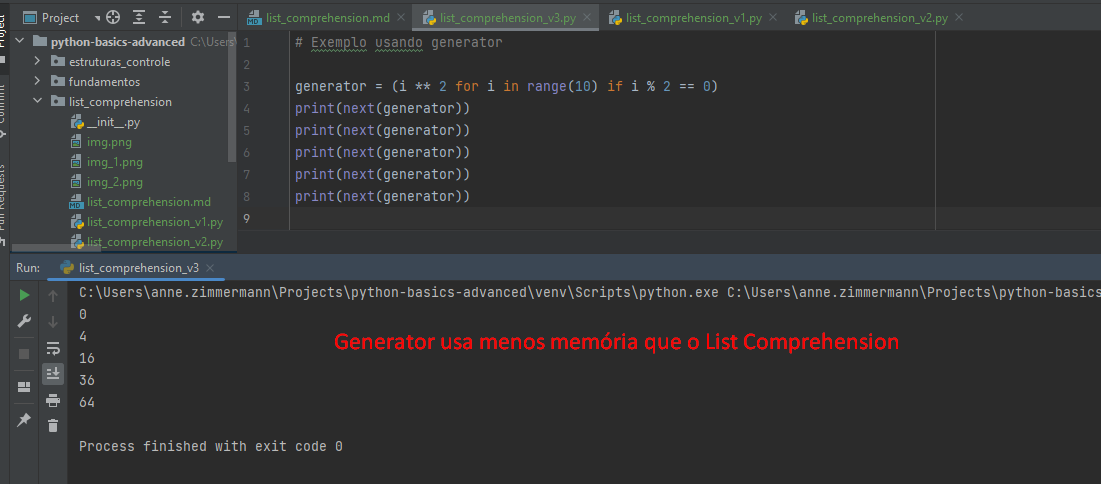 Project
list_comprehension.md
list_comprehension_v3.py
list_comprehension_v1.py
list_comprehension_v2.py
Project
python-basics-advanced C:\Users\
estruturas_controle
fundamentos
list_comprehension
__init__.py
img.png
img_1.png
img_2.png
list_comprehension.md
list_comprehension_v1.py
list_comprehension_v2.py
Pull Requests
1 # Exemplo usando generator
2
3 generator = (i ** 2 for i in range(10) if i % 2 == 0)
4 print(next(generator))
5 print(next(generator))
6 print(next(generator))
7 print(next(generator))
8 print(next(generator))
9
Run: list_comprehension_v3
C:\Users\anne.zimmermann\Projects\python-basics-advanced\venv\Scripts\python.exe C:\Users\anne.zimmermann\Projects\python-basics
0
4
16
36
64
Generator usa menos memória que o List Comprehension
Process finished with exit code 0